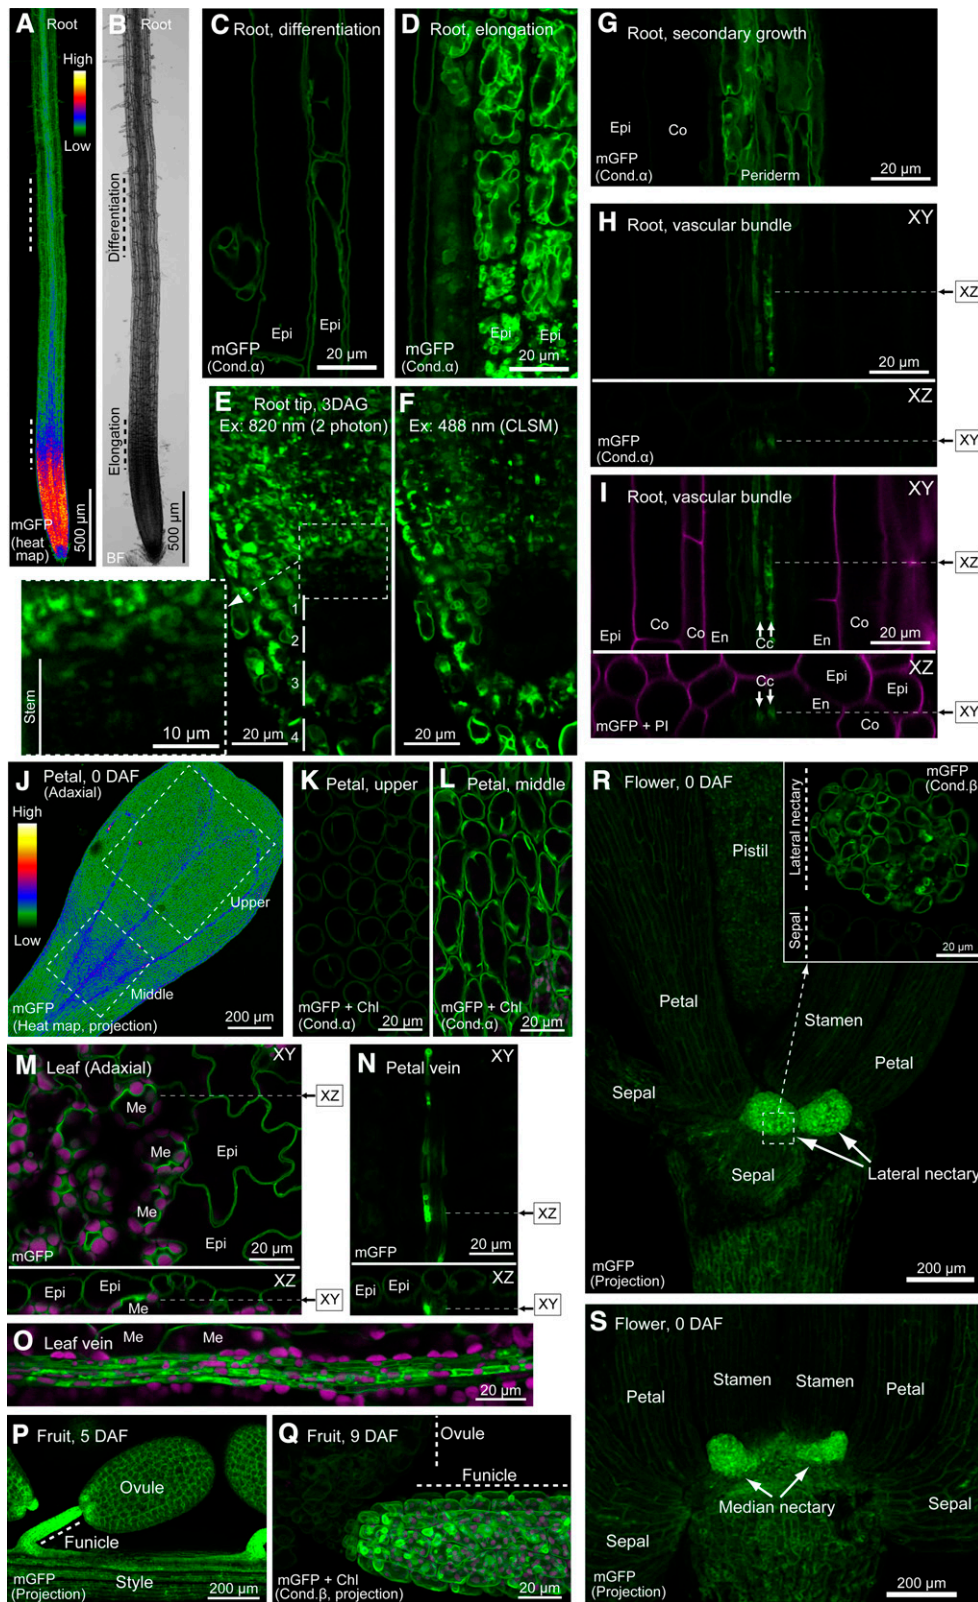 A Root
High
Low
Differentiation
Elongation
mGFP
(heat
map)
500 µm
B Root
Differentiation
Elongation
BF
500 µm
C Root, differentiation
Epi
Epi
mGFP
(Cond.α)
20 µm
D Root, elongation
Epi
Epi
mGFP
(Cond.α)
20 µm
E Root tip, 3DAG
Ex: 820 nm (2 photon)
1
2
3
4
20 µm
Stem
10 µm
F
Ex: 488 nm (CLSM)
20 µm
G Root, secondary growth
Epi
Co
mGFP
(Cond.α)
Periderm
20 µm
H Root, vascular bundle
XY
XZ
20 µm
XZ
mGFP
(Cond.α)
XY
I Root, vascular bundle
XY
XZ
Epi
Co
Co
En
Cc
En
Co
20 µm
XZ
Cc
Epi
Epi
En
Co
mGFP + PI
XY
J Petal, 0 DAF
(Adaxial)
High
Low
Upper
Middle
mGFP
(Heat map, projection)
200 µm
K Petal, upper
mGFP + Chl
(Cond.α)
20 µm
L Petal, middle
mGFP + Chl
(Cond.α)
20 µm
M Leaf (Adaxial)
XY
XZ
Me
Me
Me
Epi
Epi
mGFP
20 µm
XZ
Epi
Epi
Me
XY
N Petal vein
XY
XZ
mGFP
20 µm
XZ
Epi
Epi
XY
O Leaf vein
Me
Me
20 µm
P Fruit, 5 DAF
Ovule
Funicle
Style
mGFP
(Projection)
200 µm
Q Fruit, 9 DAF
Ovule
Funicle
mGFP + Chl
(Cond.β, projection)
20 µm
R Flower, 0 DAF
Pistil
Petal
Stamen
Petal
Sepal
Sepal
Lateral nectary
mGFP
(Projection)
200 µm
mGFP
(Cond.β)
Lateral nectary
Sepal
20 µm
S Flower, 0 DAF
Petal
Stamen
Stamen
Petal
Median nectary
Sepal
Sepal
mGFP
(Projection)
200 µm